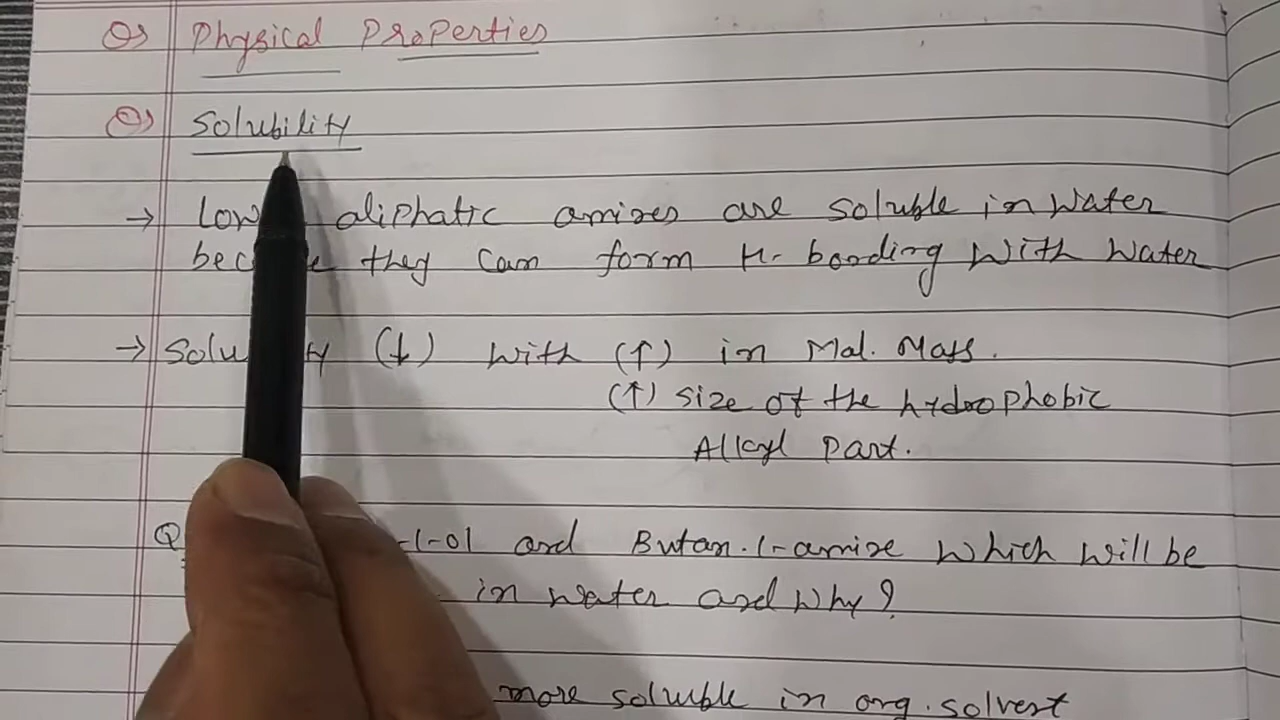 Physical Properties
Solubility
→ Low aliphatic amines are soluble in water
they can form H- bonding with water
→ (↓) with (↑) in Mol. Mass.
(↑) size of the hydrophobic
Alkyl Part.
Q -1-ol and Butan.1-amine which will be
in water and why?
more soluble in org. solvent